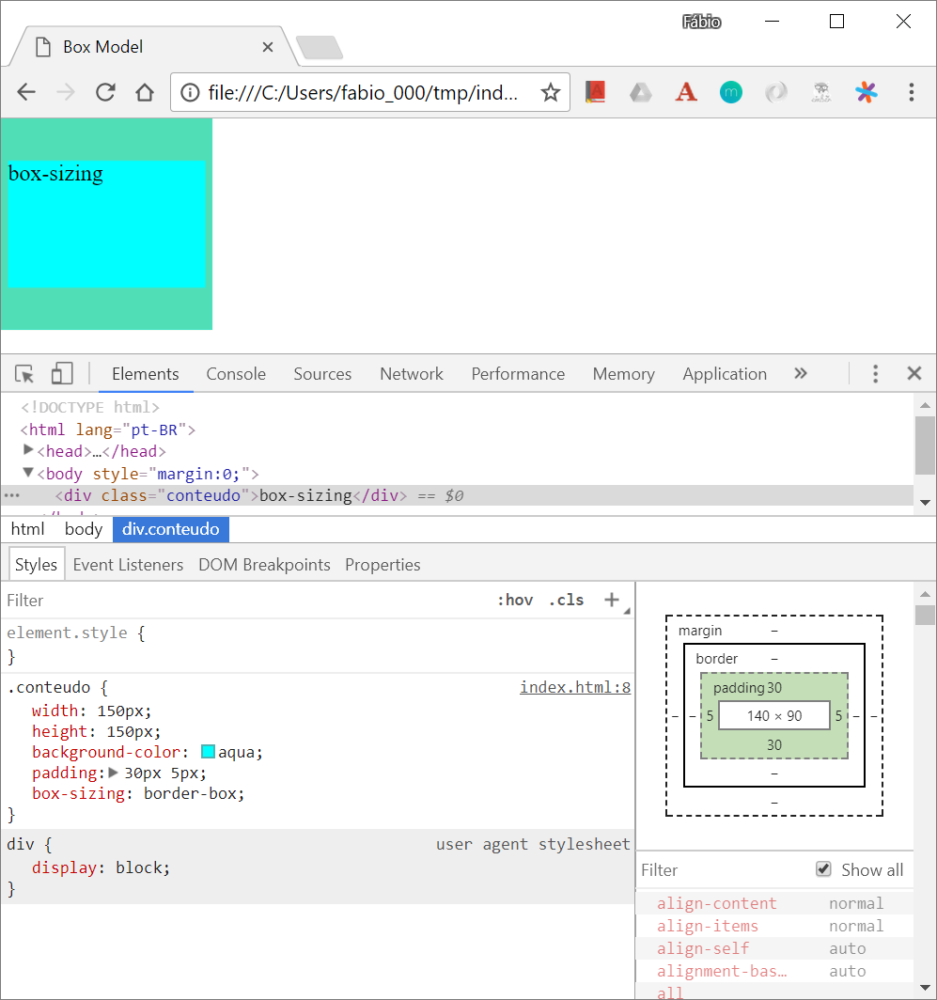 Fábio
Box Model
file:///C:/Users/fabio_000/tmp/ind...
box-sizing
Elements Console Sources Network Performance Memory Application »
<!DOCTYPE html>
<html lang="pt-BR">
<head>…</head>
<body style="margin:0;">
<div class="conteudo">box-sizing</div> == $0
html body div.conteudo
Styles Event Listeners DOM Breakpoints Properties
Filter :hov .cls +
element.style {
}
.conteudo { index.html:8
width: 150px;
height: 150px;
background-color: aqua;
padding: 30px 5px;
box-sizing: border-box;
}
div { user agent stylesheet
display: block;
}
margin –
border –
padding 30
– – 5 140 × 90 5 – –
30
–
–
Filter Show all
align-content normal
align-items normal
align-self auto
alignment-bas… auto
all